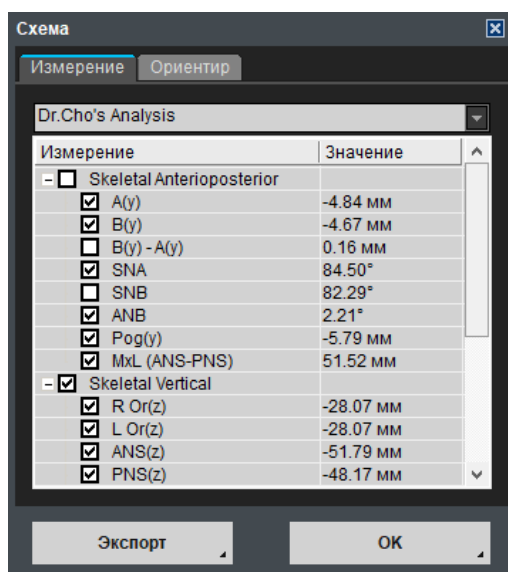 Схема
Измерение Ориентир
Dr.Cho's Analysis
Измерение Значение
Skeletal Anterioposterior
A(y) -4.84 мм
B(y) -4.67 мм
B(y) - A(y) 0.16 мм
SNA 84.50°
SNB 82.29°
ANB 2.21°
Pog(y) -5.79 мм
MxL (ANS-PNS) 51.52 мм
Skeletal Vertical
R Or(z) -28.07 мм
L Or(z) -28.07 мм
ANS(z) -51.79 мм
PNS(z) -48.17 мм
Экспорт OK